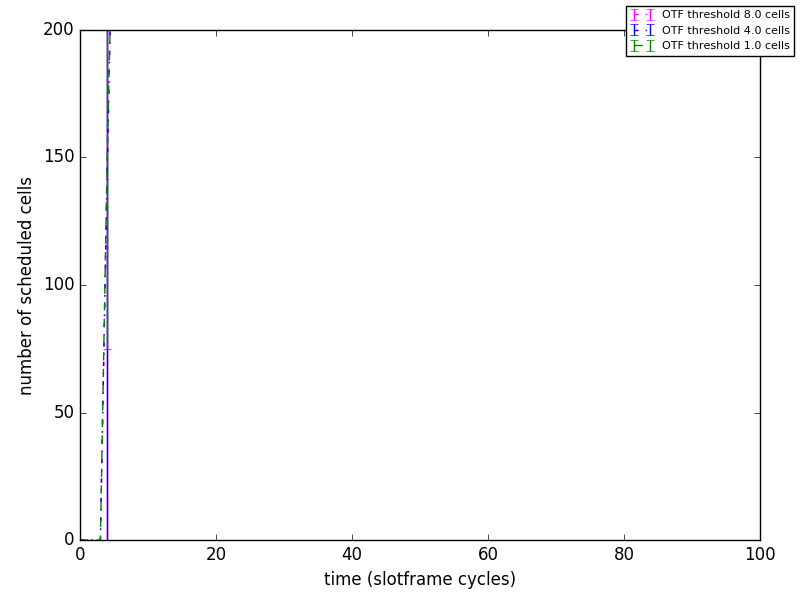 OTF threshold 8.0 cells
OTF threshold 4.0 cells
OTF threshold 1.0 cells
200
150
100
50
0
number of scheduled cells
0 20 40 60 80 100
time (slotframe cycles)